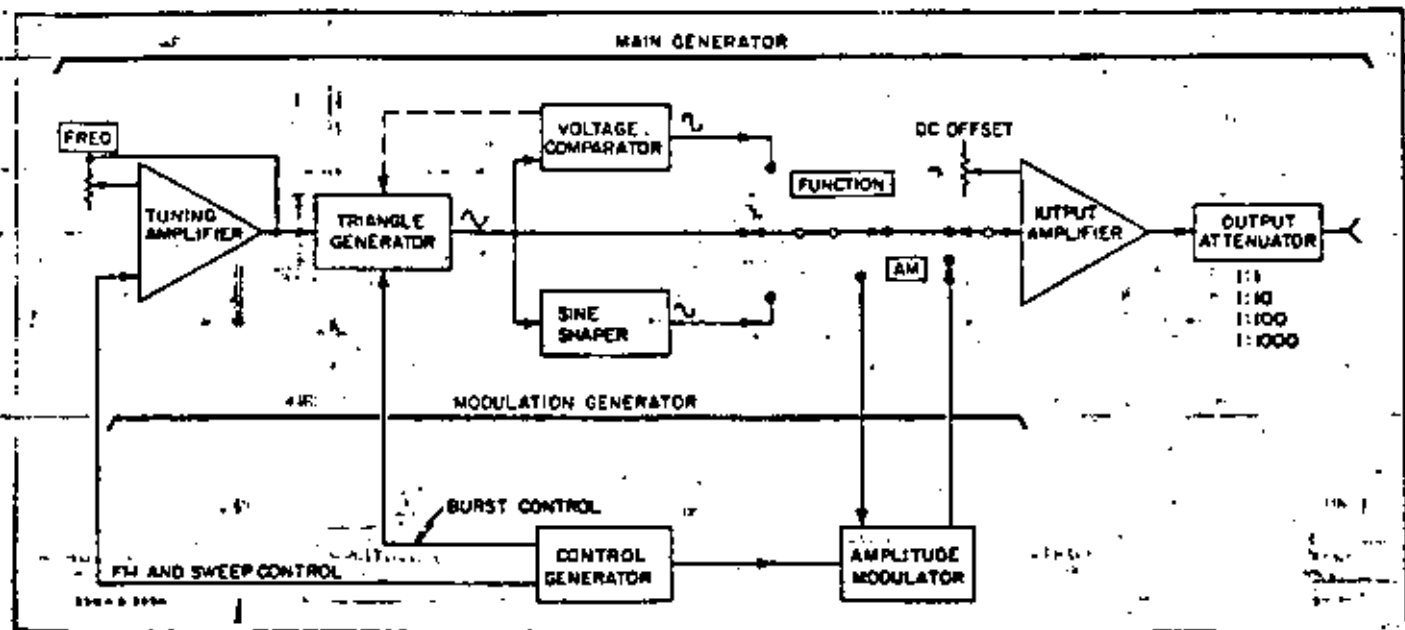 MAIN GENERATOR
FREQ
TUNING
AMPLIFIER
TRIANGLE
GENERATOR
VOLTAGE
COMPARATOR
SINE
SHAPER
FUNCTION
AM
DC OFFSET
AMPLIFIER
OUTPUT
ATTENUATOR
1:1
1:10
1:100
1:1000
MODULATION GENERATOR
BURST CONTROL
FM AND SWEEP CONTROL
CONTROL
GENERATOR
AMPLITUDE
MODULATOR